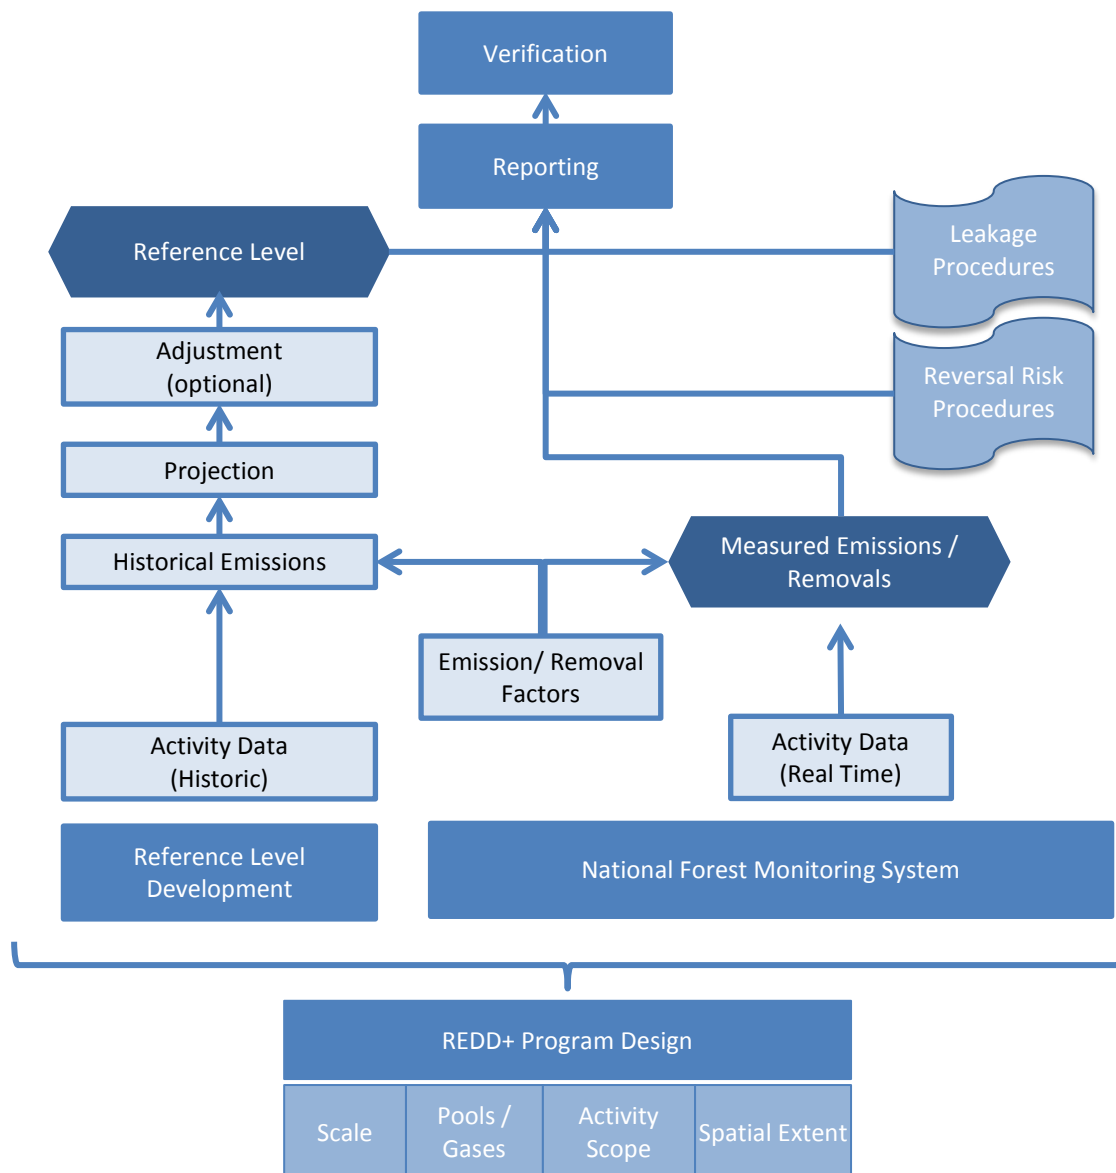 Verification
Reporting
Reference Level
Leakage
Procedures
Adjustment
(optional)
Reversal Risk
Procedures
Projection
Historical Emissions
Measured Emissions /
Removals
Emission/ Removal
Factors
Activity Data
(Historic)
Activity Data
(Real Time)
Reference Level
Development
National Forest Monitoring System
REDD+ Program Design
Scale
Pools /
Gases
Activity
Scope
Spatial Extent